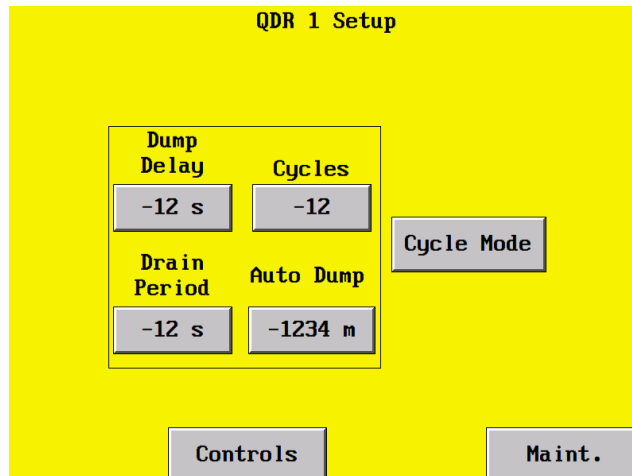 QDR 1 Setup
Dump
Delay
Cycles
-12 s
-12
Cycle Mode
Drain
Period
Auto Dump
-12 s
-1234 m
Controls
Maint.